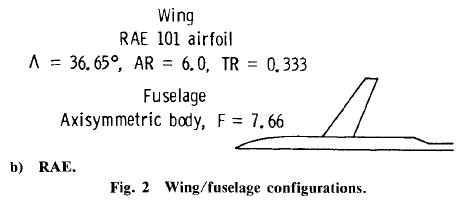 Wing
RAE 101 airfoil
Λ = 36.65°, AR = 6.0, TR = 0.333
Fuselage
Axisymmetric body, F = 7.66
b) RAE.
Fig. 2 Wing/fuselage configurations.